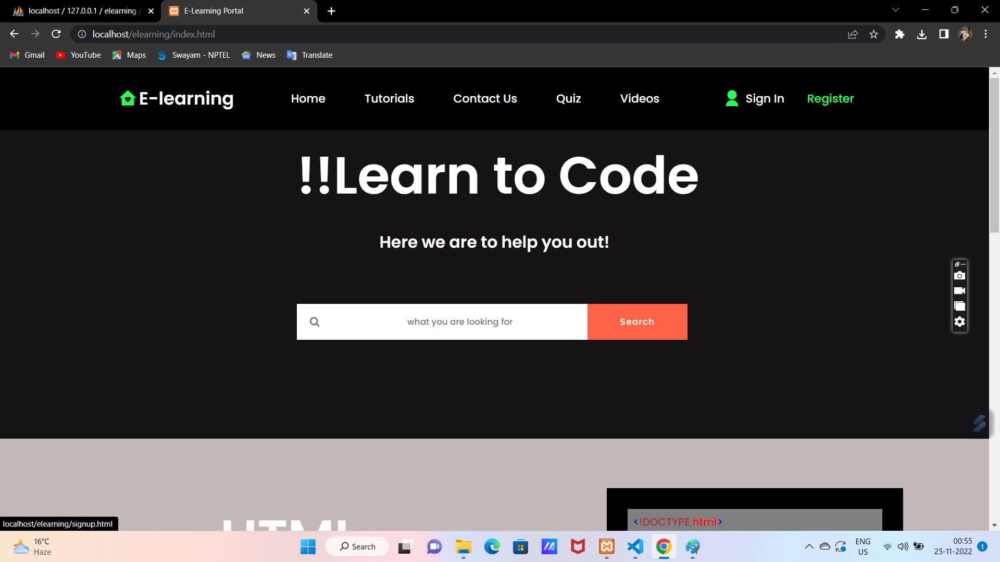 localhost / 127.0.0.1 / elearning /
E-Learning Portal
localhost/elearning/index.html
Gmail YouTube Maps Swayam - NPTEL News Translate
E-learning Home Tutorials Contact Us Quiz Videos Sign In Register
!!Learn to Code
Here we are to help you out!
what you are looking for Search
HTML
<!DOCTYPE html>
localhost/elearning/signup.html
16°C
Haze
Search
ENG
US
00:55
25-11-2022
1